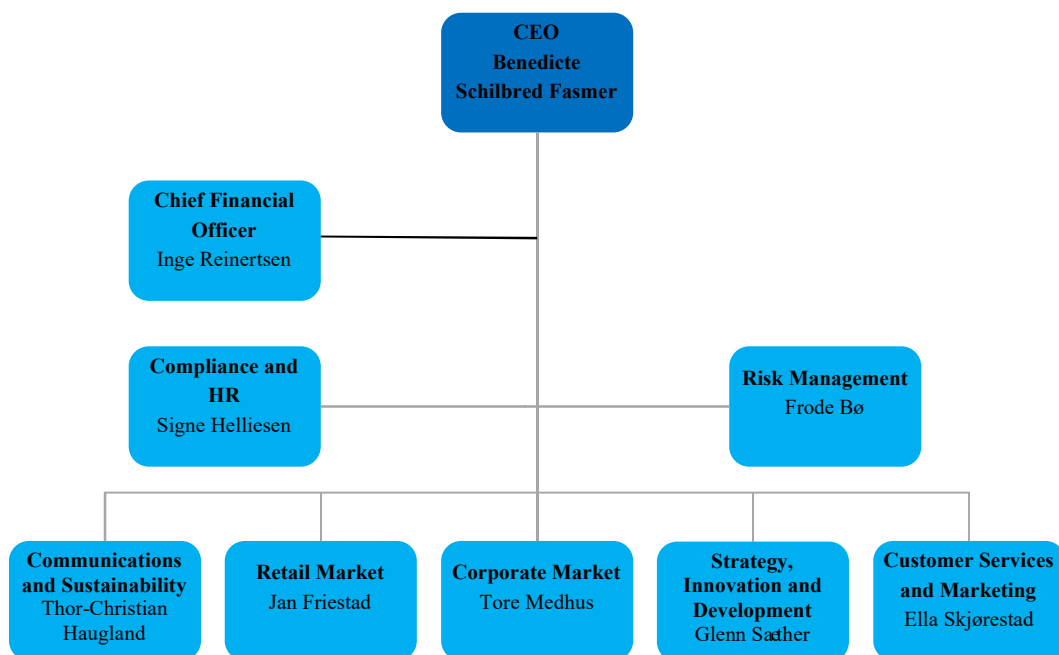 CEO
Benedicte
Schilbred Fasmer
Chief Financial
Officer
Inge Reinertsen
Compliance and
HR
Signe Helliesen
Risk Management
Frode Bø
Communications
and Sustainability
Thor-Christian
Haugland
Retail Market
Jan Friestad
Corporate Market
Tore Medhus
Strategy,
Innovation and
Development
Glenn Sæther
Customer Services
and Marketing
Ella Skjørestad